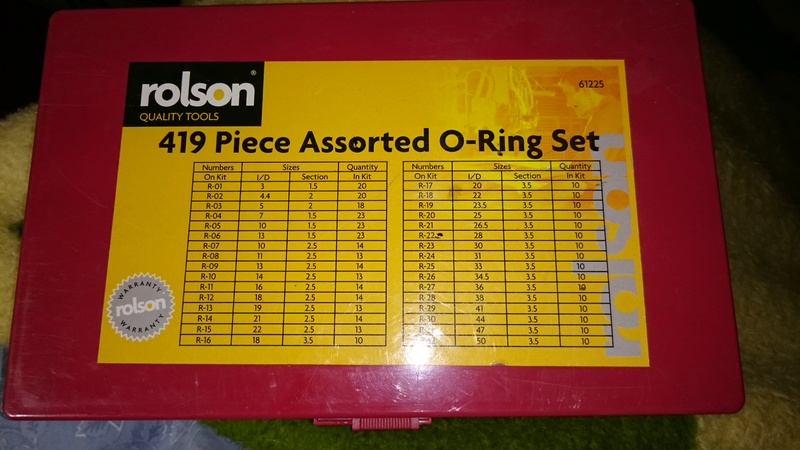 rolson®
QUALITY TOOLS
61225
419 Piece Assorted O-Ring Set
Numbers Sizes Quantity
On Kit I/D Section In Kit
R-01 3 1.5 20
R-02 4.4 2 20
R-03 5 2 18
R-04 7 1.5 23
R-05 10 1.5 23
R-06 13 1.5 23
R-07 10 2.5 14
R-08 11 2.5 13
R-09 13 2.5 14
R-10 14 2.5 13
R-11 16 2.5 14
R-12 18 2.5 14
R-13 19 2.5 13
R-14 21 2.5 14
R-15 22 2.5 13
R-16 18 3.5 10
Numbers Sizes Quantity
On Kit I/D Section In Kit
R-17 20 3.5 10
R-18 22 3.5 10
R-19 23.5 3.5 10
R-20 25 3.5 10
R-21 26.5 3.5 10
R-22 28 3.5 10
R-23 30 3.5 10
R-24 31 3.5 10
R-25 33 3.5 10
R-26 34.5 3.5 10
R-27 36 3.5 10
R-28 38 3.5 10
R-29 41 3.5 10
R-30 44 3.5 10
47 3.5 10
50 3.5 10
WARRANTY
rolson
WARRANTY
rolson